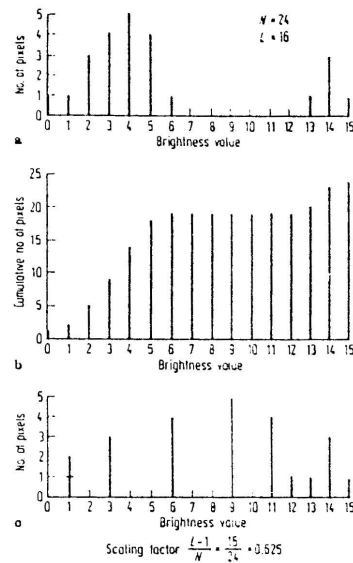 No. of pixels
5
4
3
2
1
0
N = 24
L = 16
0 1 2 3 4 5 6 7 8 9 10 11 12 13 14 15
a Brightness value
Cumulative no of pixels
25
20
15
10
5
0
0 1 2 3 4 5 6 7 8 9 10 11 12 13 14 15
b Brightness value
No of pixels
5
4
3
2
1
0 1 2 3 4 5 6 7 8 9 10 11 12 13 14 15
Brightness value
Scaling factor L-1/N = 15/24 = 0.625